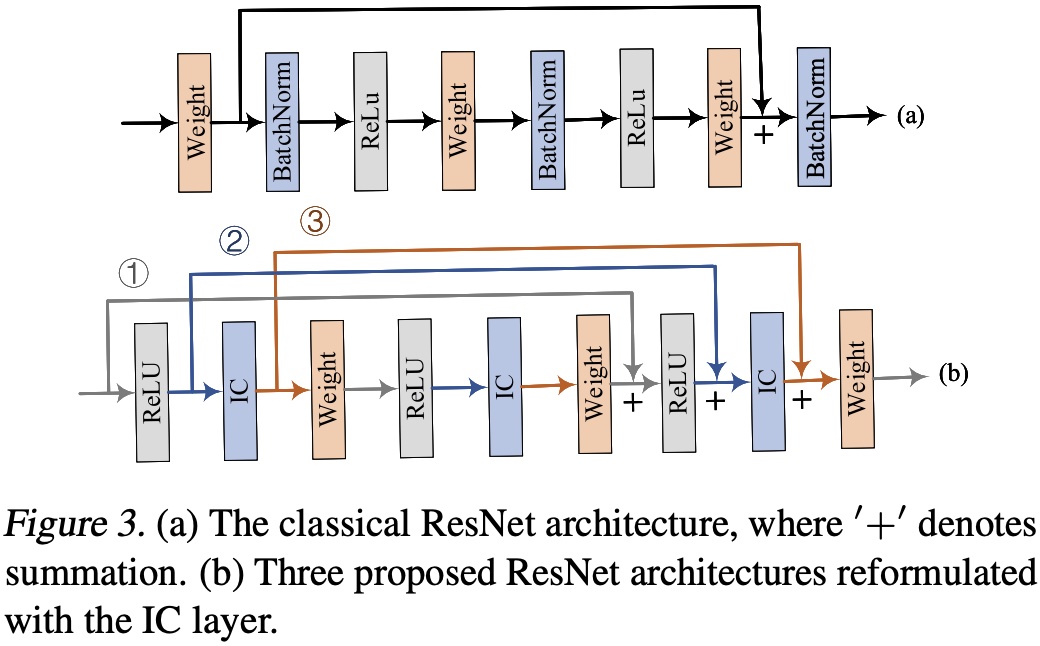 Weight
BatchNorm
ReLu
Weight
BatchNorm
ReLu
Weight
+
BatchNorm
(a)
①
②
③
ReLU
IC
Weight
ReLU
IC
Weight
+
ReLU
+
IC
+
Weight
(b)
Figure 3. (a) The classical ResNet architecture, where ′+′ denotes
summation. (b) Three proposed ResNet architectures reformulated
with the IC layer.